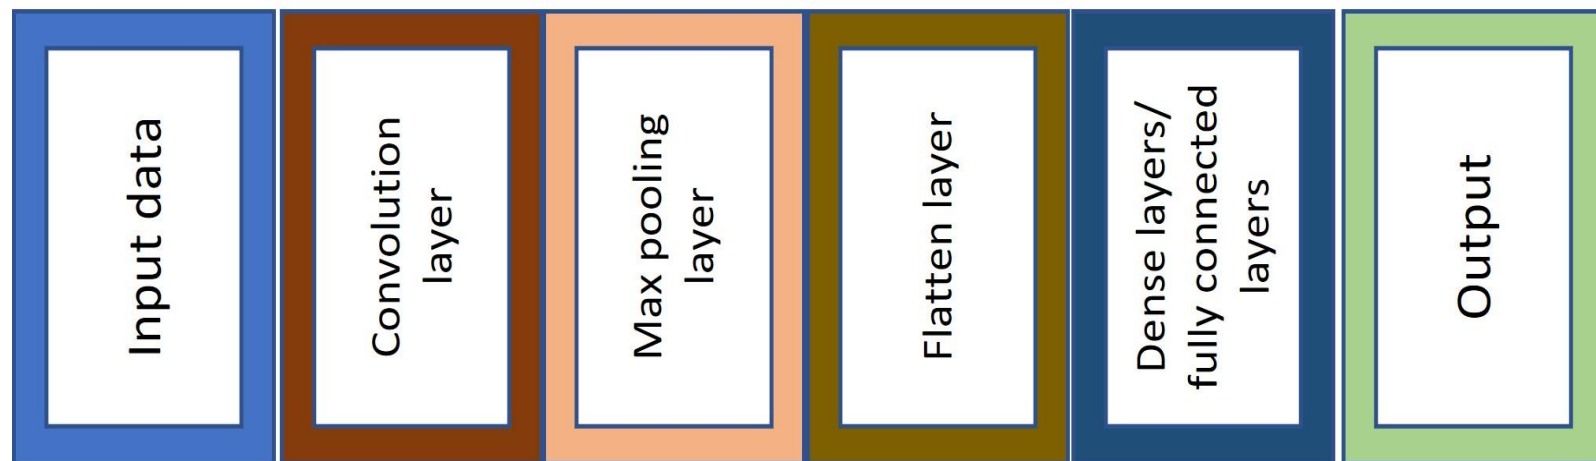 Input data
Convolution
layer
Max pooling
layer
Flatten layer
Dense layers/
fully connected
layers
Output